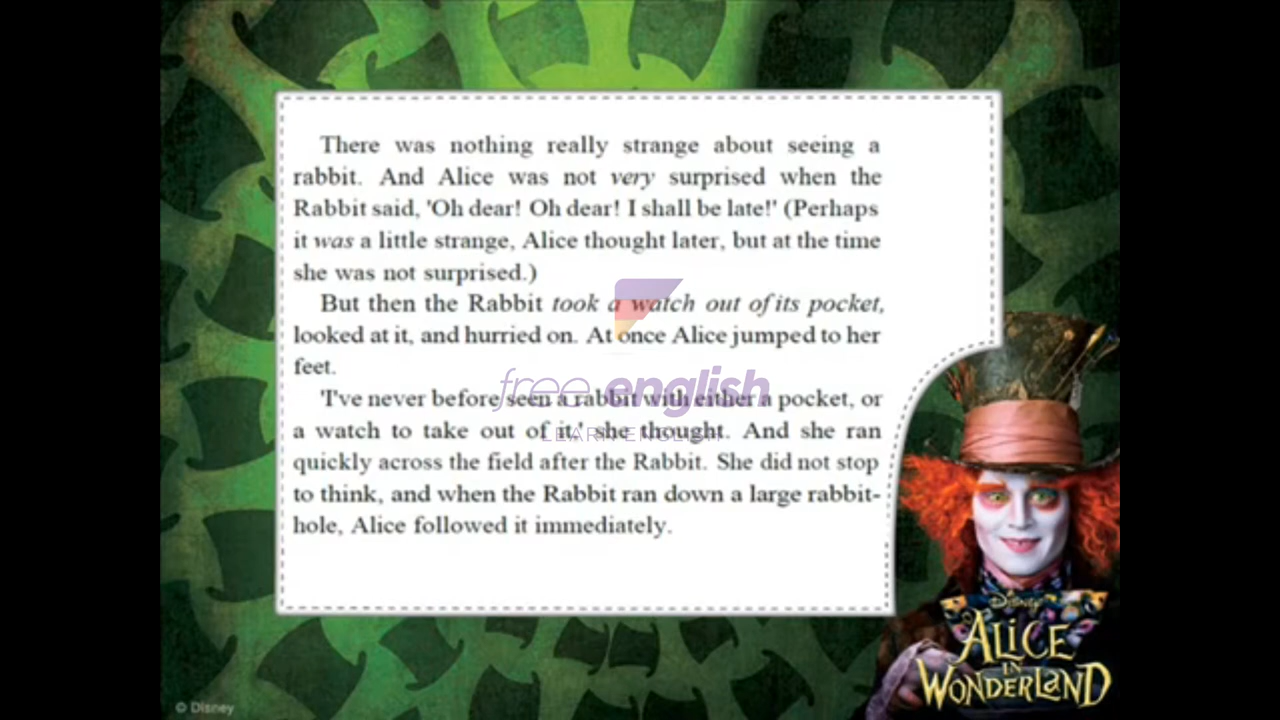 There was nothing really strange about seeing a
rabbit. And Alice was not very surprised when the
Rabbit said, 'Oh dear! Oh dear! I shall be late!' (Perhaps
it was a little strange, Alice thought later, but at the time
she was not surprised.)
But then the Rabbit took a watch out of its pocket,
looked at it, and hurried on. At once Alice jumped to her
feet.
'I've never before seen a rabbit with either a pocket, or
a watch to take out of it,' she thought. And she ran
quickly across the field after the Rabbit. She did not stop
to think, and when the Rabbit ran down a large rabbit-
hole, Alice followed it immediately.
free english
LEARN ENGLISH
DISNEY
ALICE
IN
WONDERLAND
© Disney